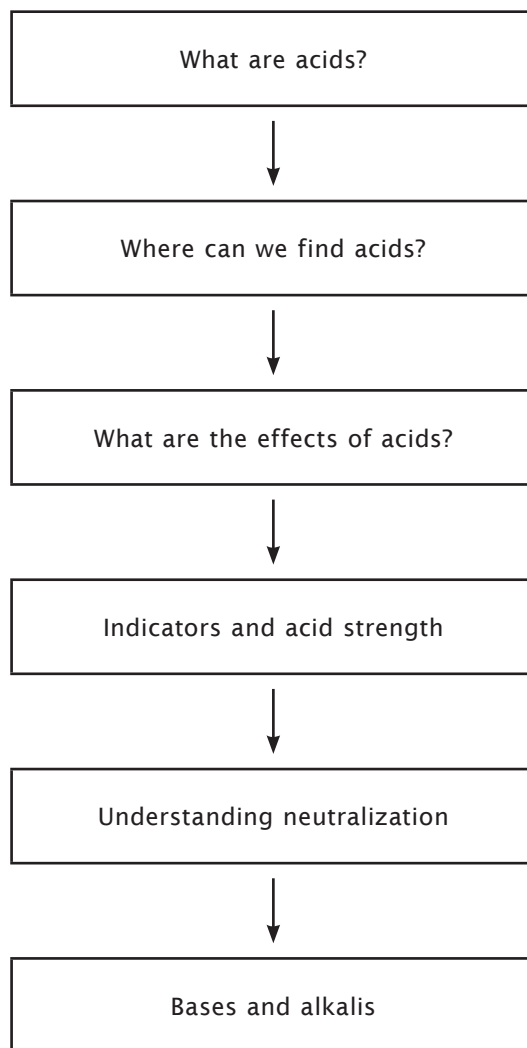 What are acids?
Where can we find acids?
What are the effects of acids?
Indicators and acid strength
Understanding neutralization
Bases and alkalis